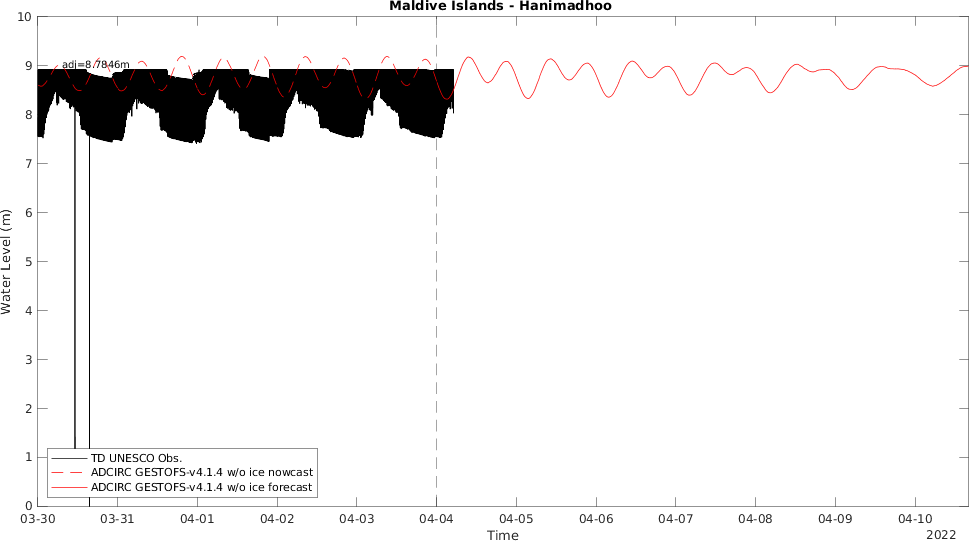 Maldive Islands - Hanimadhoo
10
9
8
7
6
5
4
3
2
1
0
Water Level (m)
adj=8.7846m
TD UNESCO Obs.
ADCIRC GESTOFS-v4.1.4 w/o ice nowcast
ADCIRC GESTOFS-v4.1.4 w/o ice forecast
03-30 03-31 04-01 04-02 04-03 04-04 04-05 04-06 04-07 04-08 04-09 04-10
Time
2022